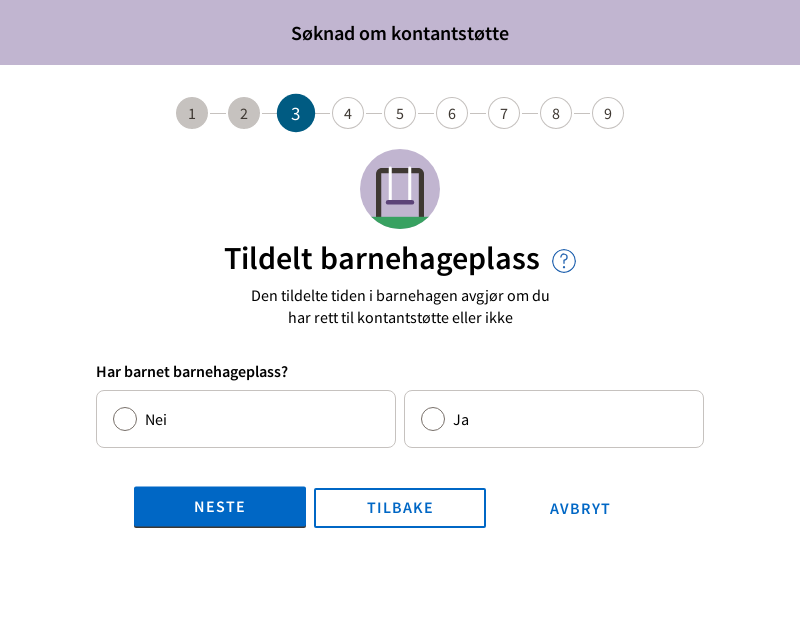 Søknad om kontantstøtte
1 2 3 4 5 6 7 8 9
Tildelt barnehageplass ?
Den tildelte tiden i barnehagen avgjør om du
har rett til kontantstøtte eller ikke
Har barnet barnehageplass?
Nei Ja
NESTE TILBAKE AVBRYT